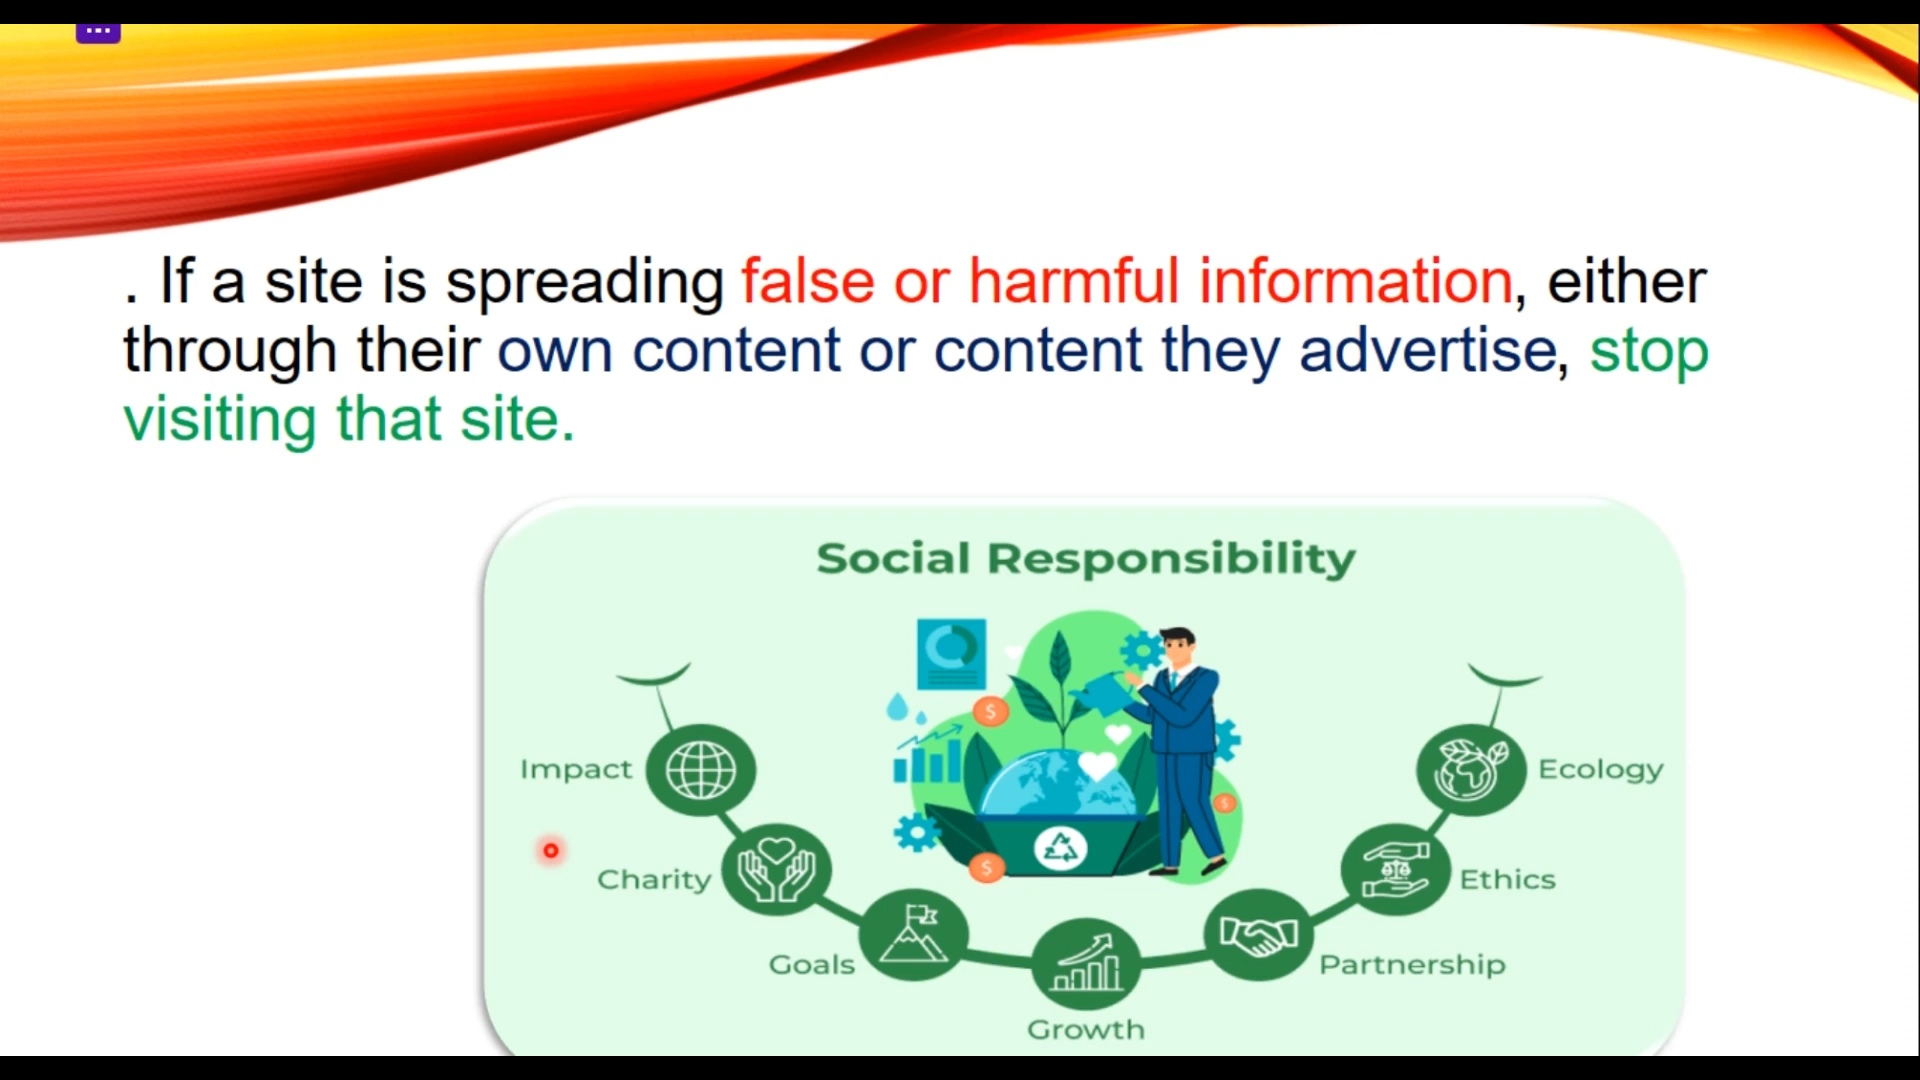 . If a site is spreading false or harmful information, either
through their own content or content they advertise, stop
visiting that site.
Social Responsibility
Impact
Ecology
Charity
Ethics
Goals
Partnership
Growth